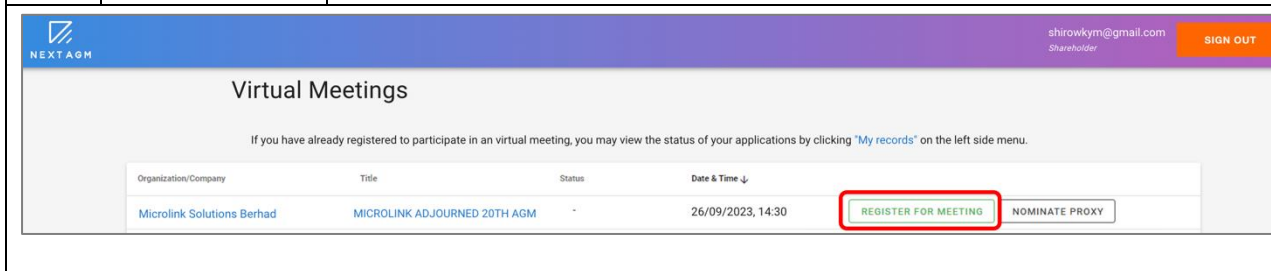 NEXTAGM
shirowkym@gmail.com
Shareholder
SIGN OUT
Virtual Meetings
If you have already registered to participate in an virtual meeting, you may view the status of your applications by clicking "My records" on the left side menu.
Organization/Company Title Status Date & Time ↓
Microlink Solutions Berhad MICROLINK ADJOURNED 20TH AGM - 26/09/2023, 14:30 REGISTER FOR MEETING NOMINATE PROXY